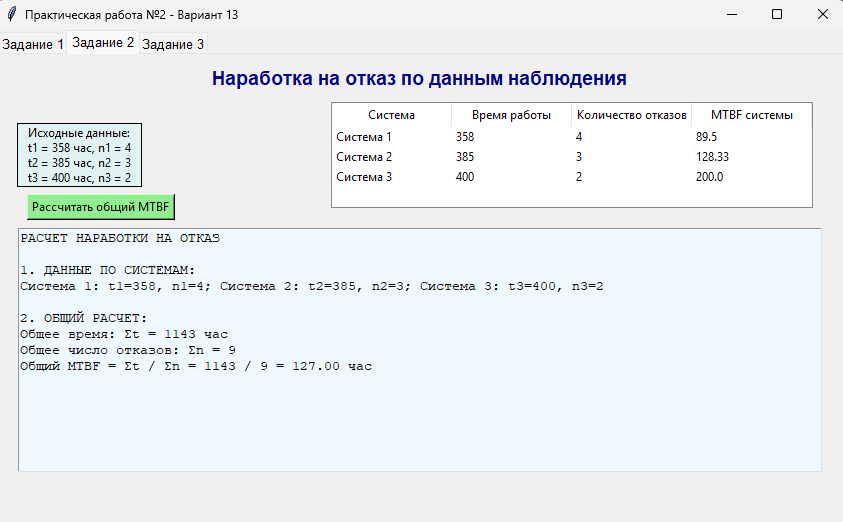 Практическая работа №2 - Вариант 13
Задание 1 Задание 2 Задание 3
Наработка на отказ по данным наблюдения
Исходные данные:
t1 = 358 час, n1 = 4
t2 = 385 час, n2 = 3
t3 = 400 час, n3 = 2
Рассчитать общий MTBF
Система Время работы Количество отказов MTBF системы
Система 1 358 4 89.5
Система 2 385 3 128.33
Система 3 400 2 200.0
РАСЧЕТ НАРАБОТКИ НА ОТКАЗ
1. ДАННЫЕ ПО СИСТЕМАМ:
Система 1: t1=358, n1=4; Система 2: t2=385, n2=3; Система 3: t3=400, n3=2
2. ОБЩИЙ РАСЧЕТ:
Общее время: Σt = 1143 час
Общее число отказов: Σn = 9
Общий MTBF = Σt / Σn = 1143 / 9 = 127.00 час